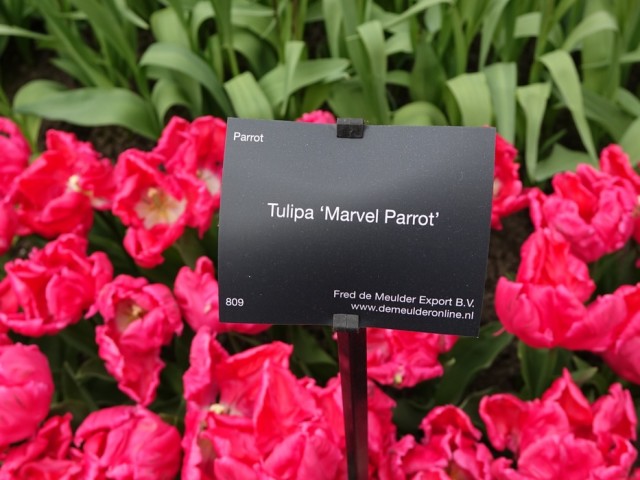 Parrot
Tulipa ‘Marvel Parrot’
809
Fred de Meulder Export B.V.
www.demeulderonline.nl